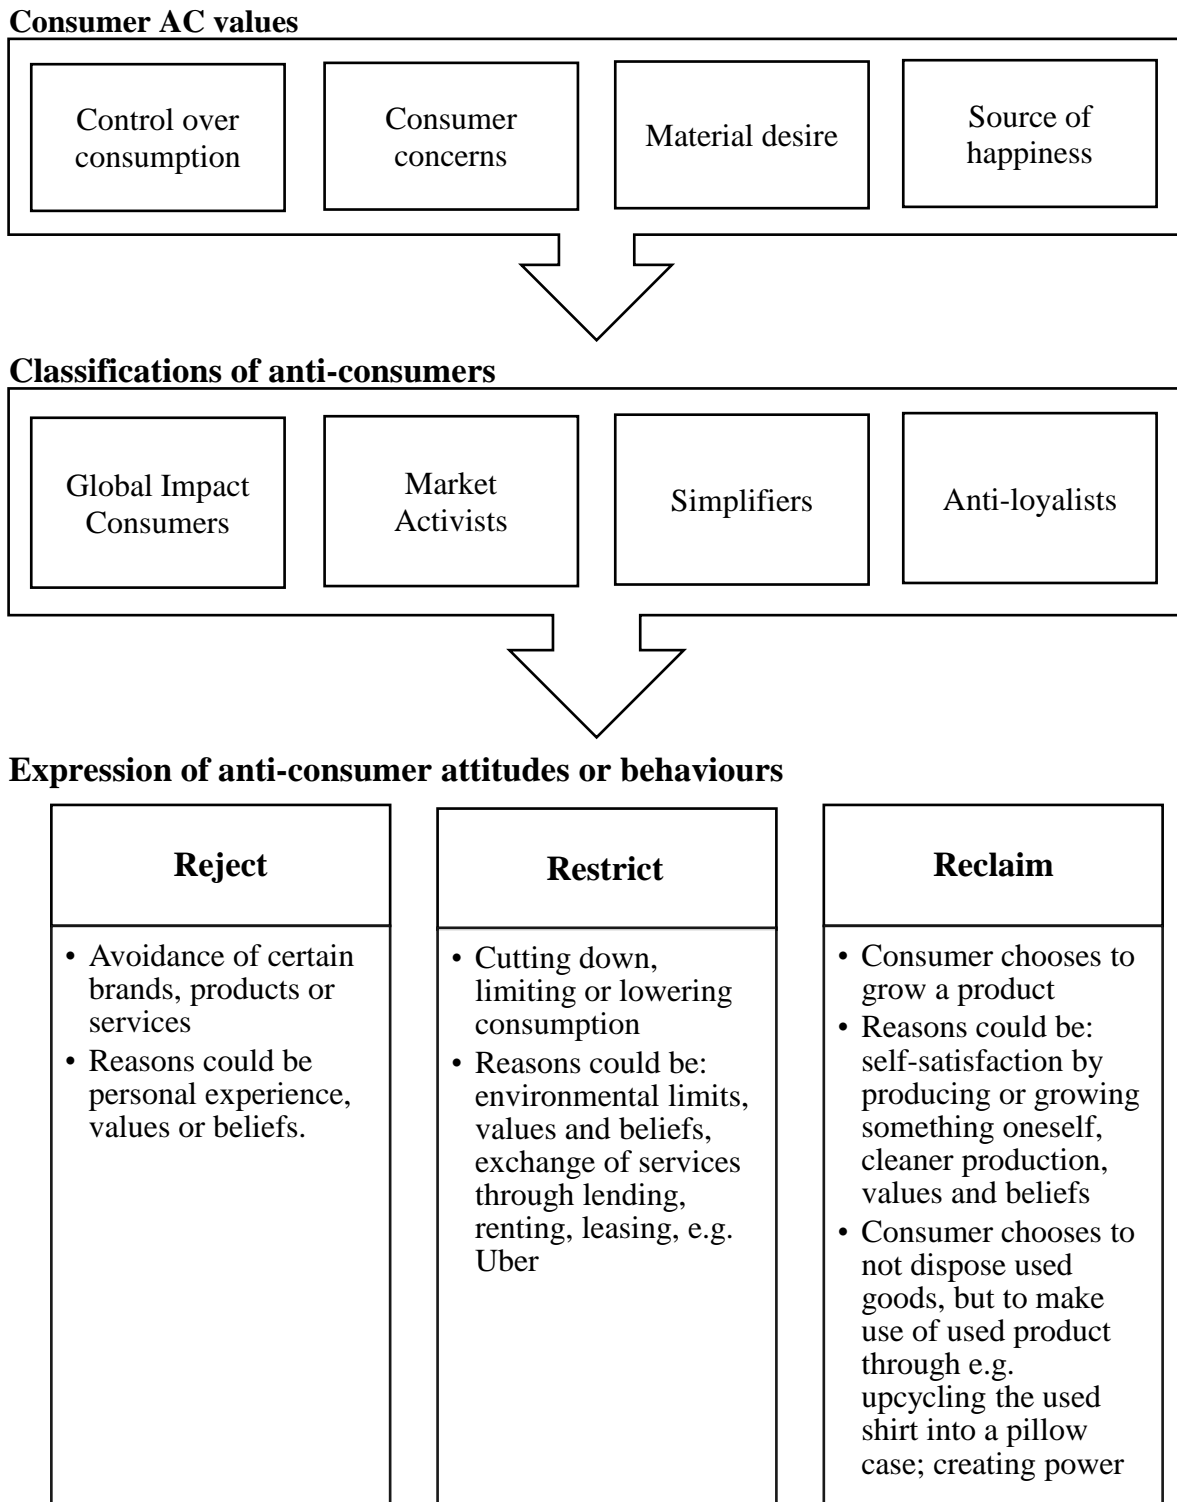 Consumer AC values
Control over
consumption
Consumer
concerns
Material desire
Source of
happiness
Classifications of anti-consumers
Global Impact
Consumers
Market
Activists
Simplifiers
Anti-loyalists
Expression of anti-consumer attitudes or behaviours
Reject
• Avoidance of certain
brands, products or
services
• Reasons could be
personal experience,
values or beliefs.
Restrict
• Cutting down,
limiting or lowering
consumption
• Reasons could be:
environmental limits,
values and beliefs,
exchange of services
through lending,
renting, leasing, e.g.
Uber
Reclaim
• Consumer chooses to
grow a product
• Reasons could be:
self-satisfaction by
producing or growing
something oneself,
cleaner production,
values and beliefs
• Consumer chooses to
not dispose used
goods, but to make
use of used product
through e.g.
upcycling the used
shirt into a pillow
case; creating power